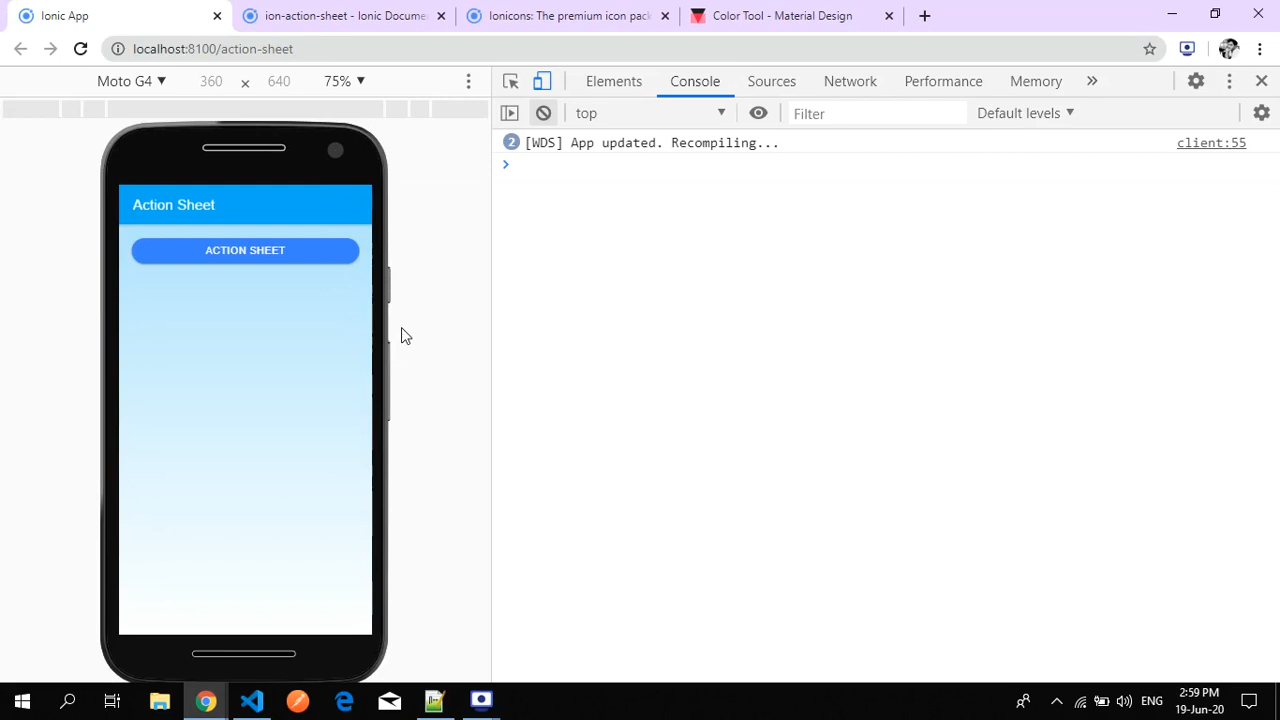 Ionic App
ion-action-sheet - Ionic Docume
Ionicons: The premium icon pac
Color Tool - Material Design
localhost:8100/action-sheet
Moto G4 360 × 640 75%
Elements Console Sources Network Performance Memory
top Filter Default levels
2 [WDS] App updated. Recompiling... client:55
Action Sheet
ACTION SHEET
ENG
2:59 PM
19-Jun-20